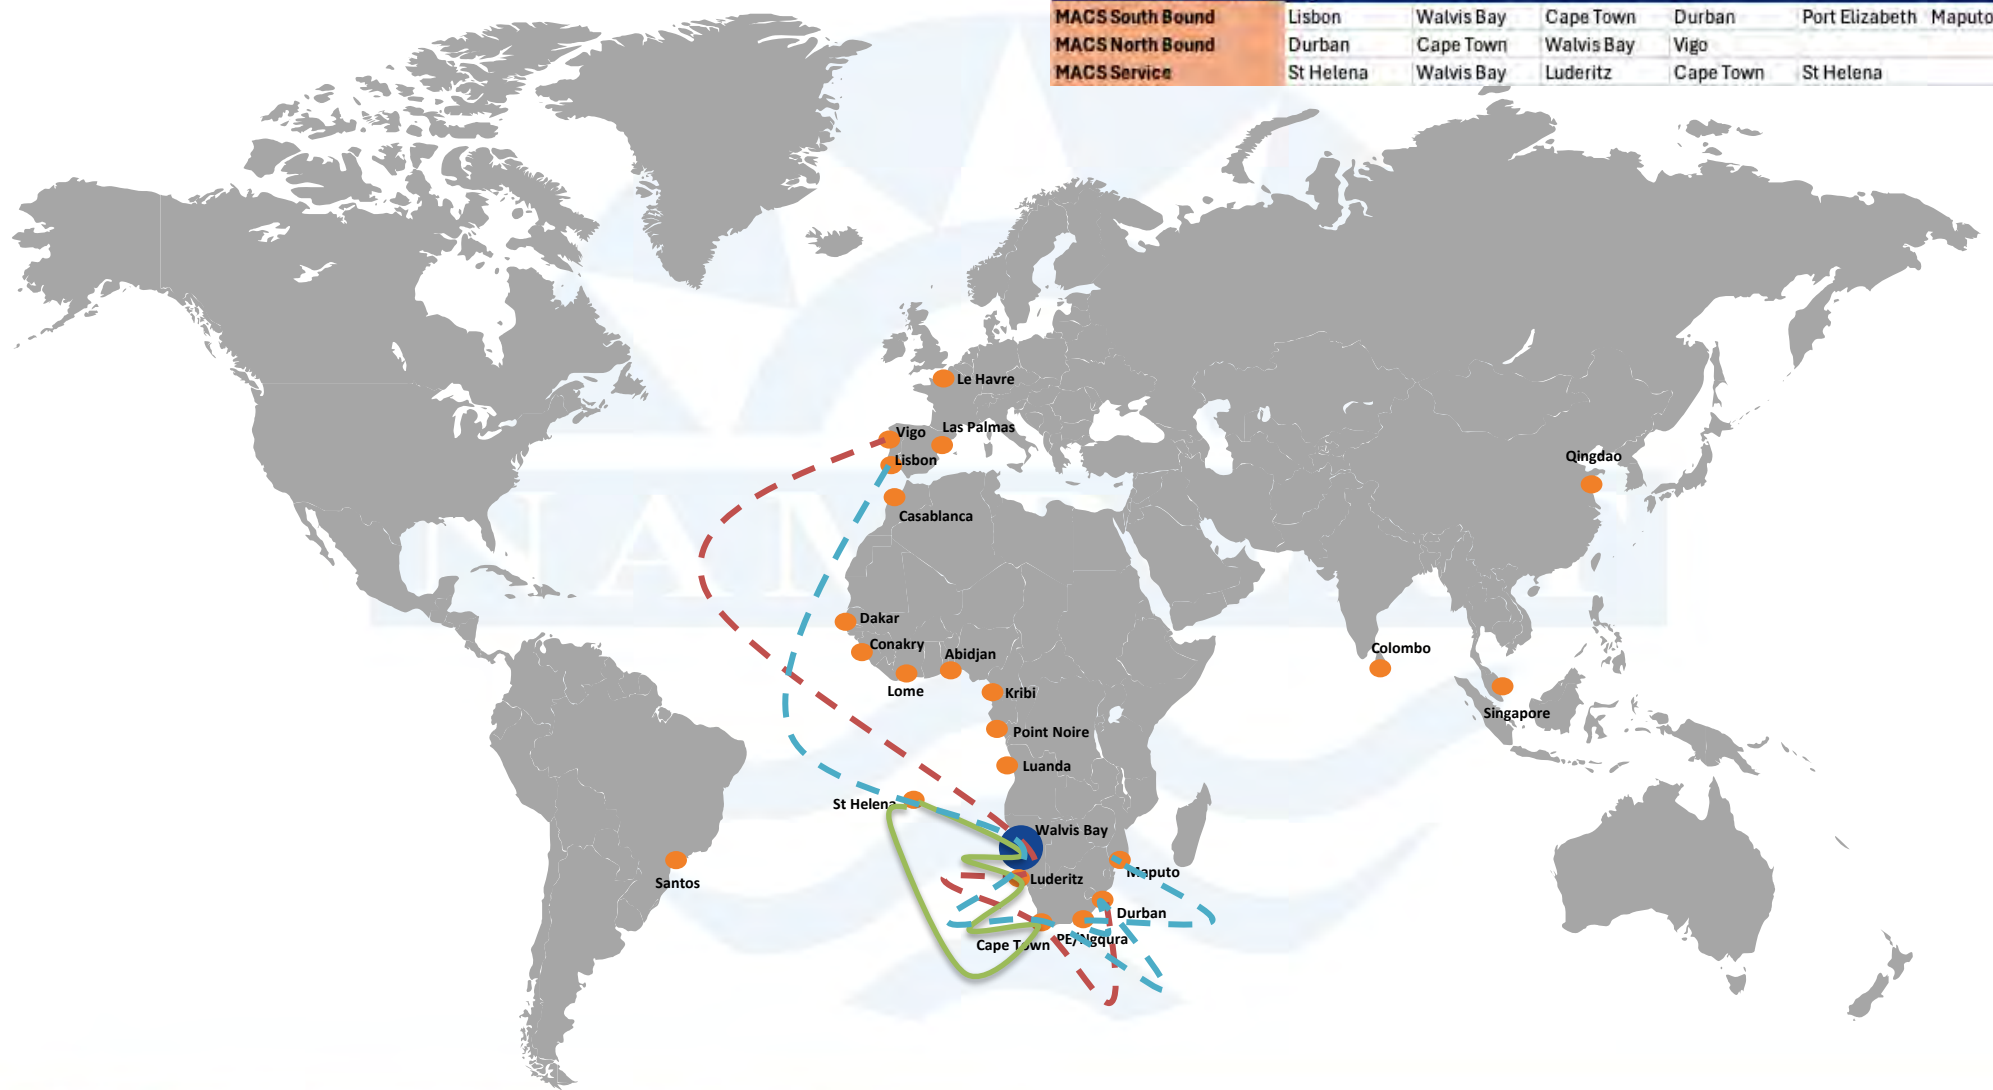 MACS South Bound Lisbon Walvis Bay Cape Town Durban Port Elizabeth Maputo
MACS North Bound Durban Cape Town Walvis Bay Vigo
MACS Service St Helena Walvis Bay Luderitz Cape Town St Helena
Le Havre
Vigo
Las Palmas
Lisbon
Qingdao
Casablanca
Dakar
Conakry
Abidjan
Colombo
Lome
Kribi
Singapore
Point Noire
Luanda
St Helena
Walvis Bay
Santos
Luderitz
Maputo
Durban
Cape Town
PE/Ngqura